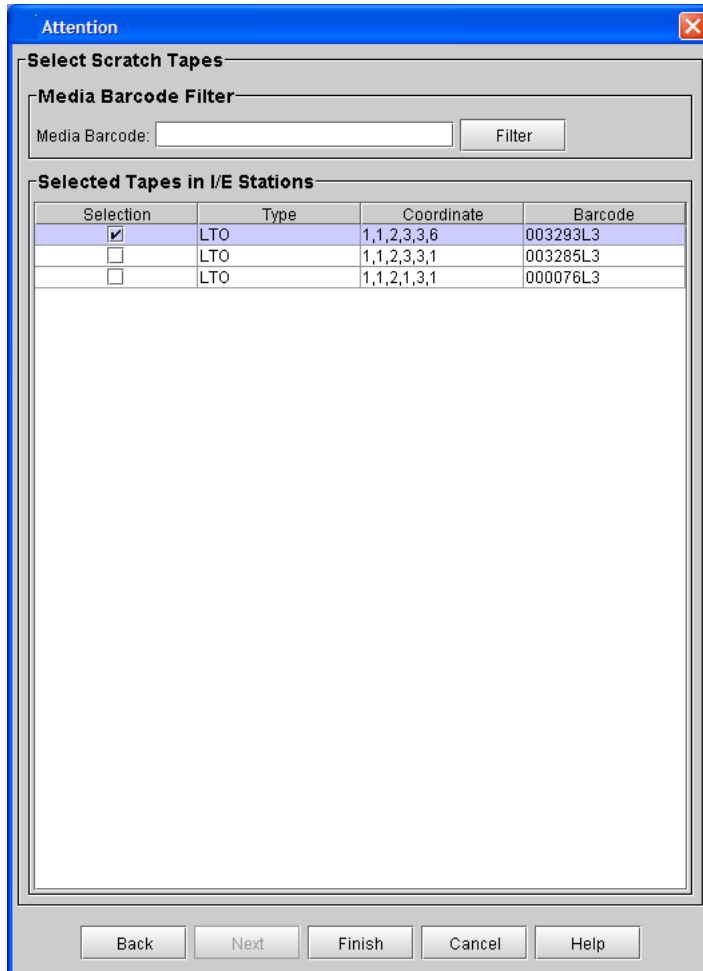 Attention
Select Scratch Tapes
Media Barcode Filter
Media Barcode: Filter
Selected Tapes in I/E Stations
Selection Type Coordinate Barcode
LTO 1,1,2,3,3,6 003293L3
LTO 1,1,2,3,3,1 003285L3
LTO 1,1,2,1,3,1 000076L3
Back Next Finish Cancel Help